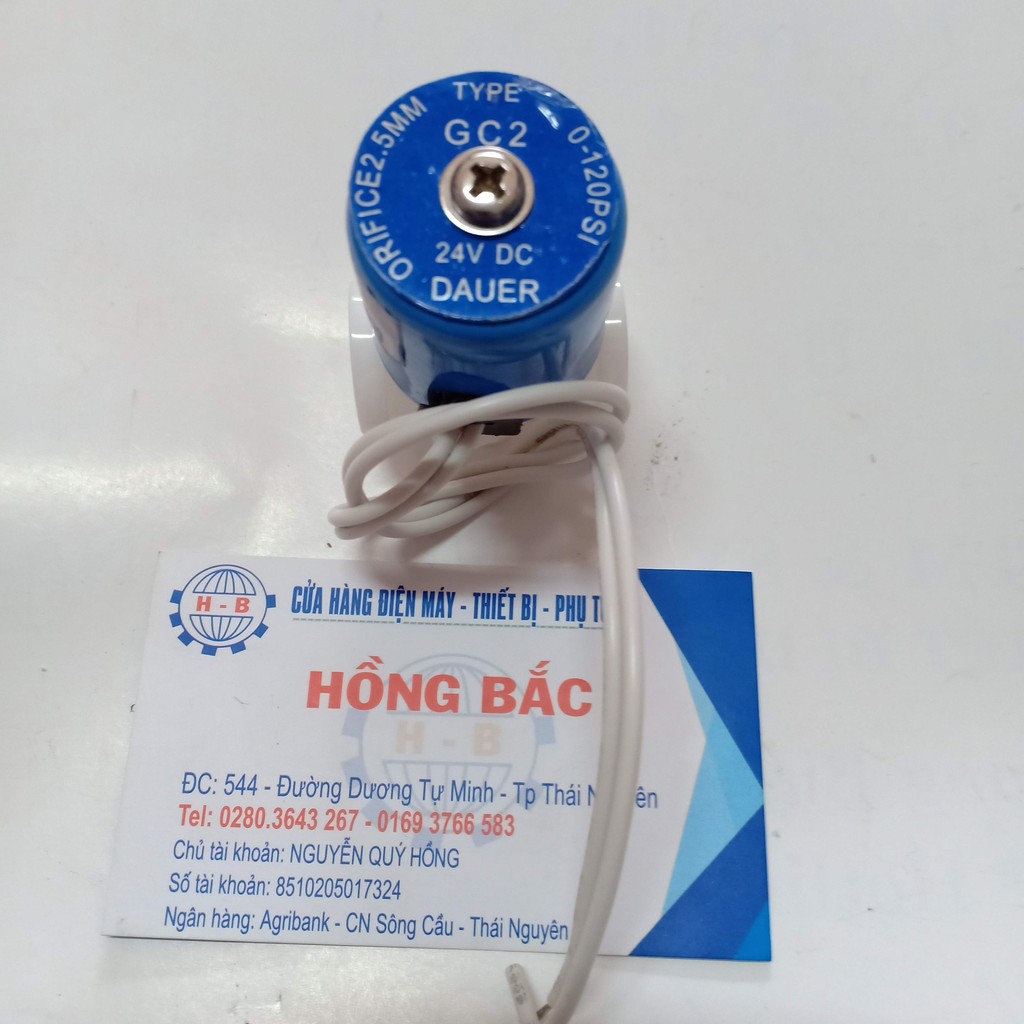 TYPE
GC2
ORIFICE2.5MM
0-120PSI
24V DC
DAUER
H - B
CỬA HÀNG ĐIỆN MÁY - THIẾT BỊ - PHỤ
HỒNG BẮC
H - B
ĐC: 544 - Đường Dương Tự Minh - Tp Thái Nguyên
Tel: 0280.3643 267 - 0169 3766 583
Chủ tài khoản: NGUYỄN QUÝ HỒNG
Số tài khoản: 8510205017324
Ngân hàng: Agribank - CN Sông Cầu - Thái Nguyên